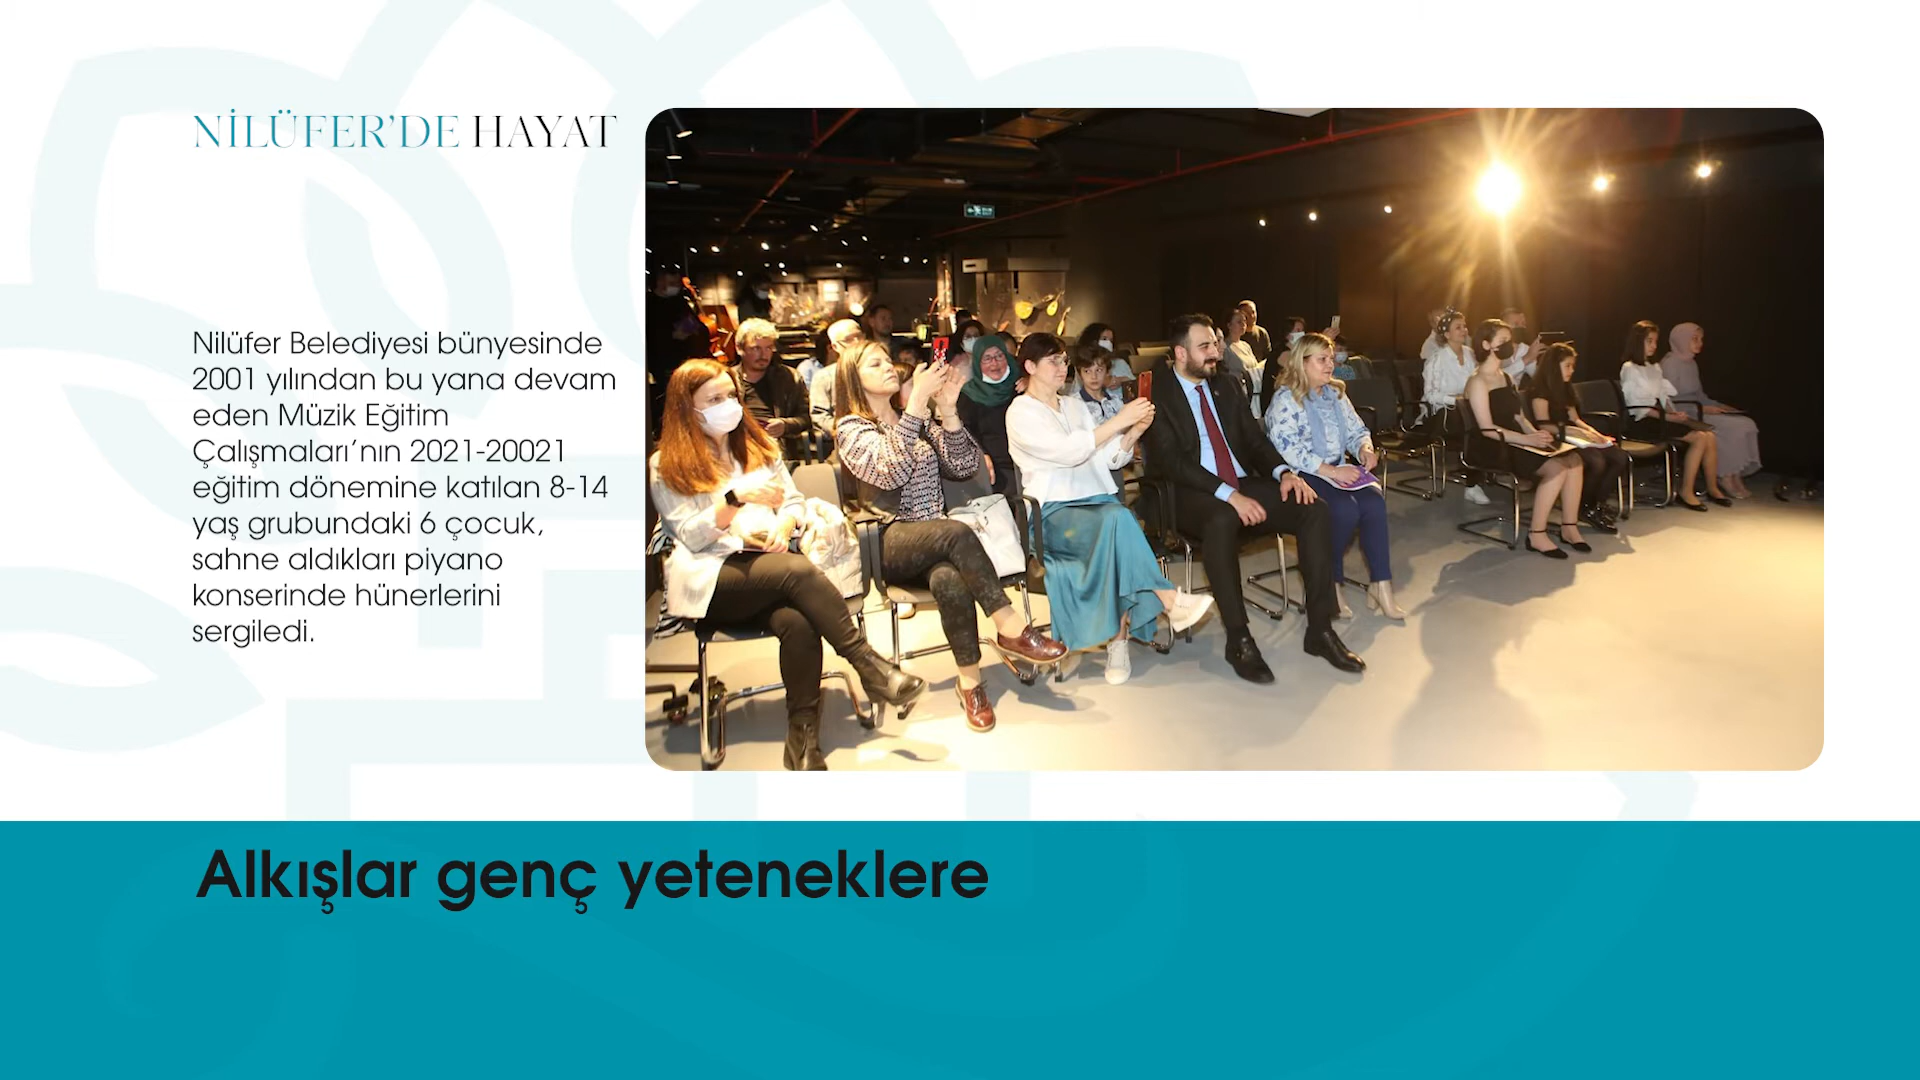 NİLÜFER'DE HAYAT
Nilüfer Belediyesi bünyesinde
2001 yılından bu yana devam
eden Müzik Eğitim
Çalışmaları'nın 2021-20021
eğitim dönemine katılan 8-14
yaş grubundaki 6 çocuk,
sahne aldıkları piyano
konserinde hünerlerini
sergiledi.
Alkışlar genç yeteneklere